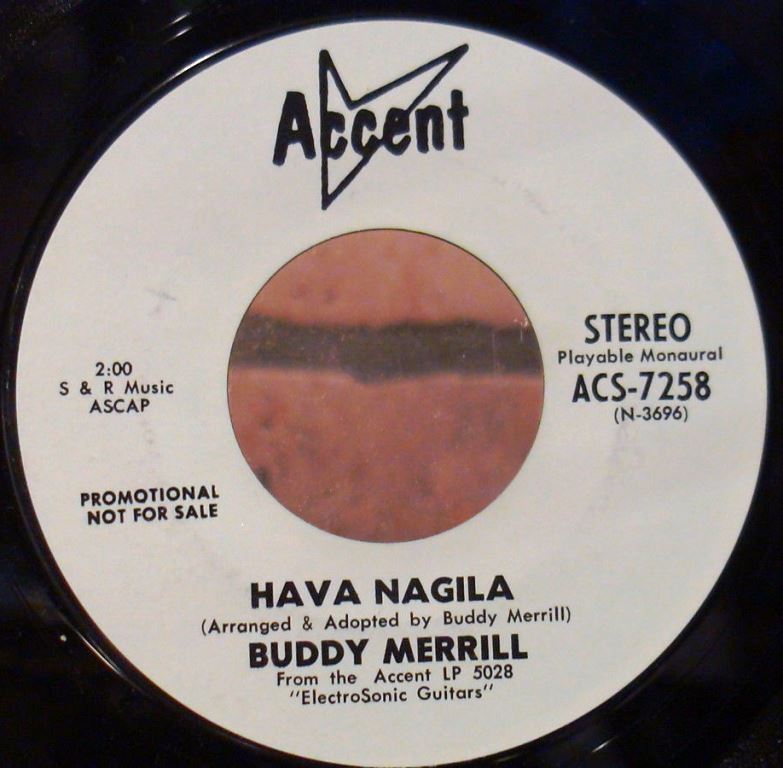 Accent
STEREO
Playable Monaural
ACS-7258
(N-3696)
2:00
S & R Music
ASCAP
PROMOTIONAL
NOT FOR SALE
HAVA NAGILA
(Arranged & Adopted by Buddy Merrill)
BUDDY MERRILL
From the Accent LP 5028
"ElectroSonic Guitars"